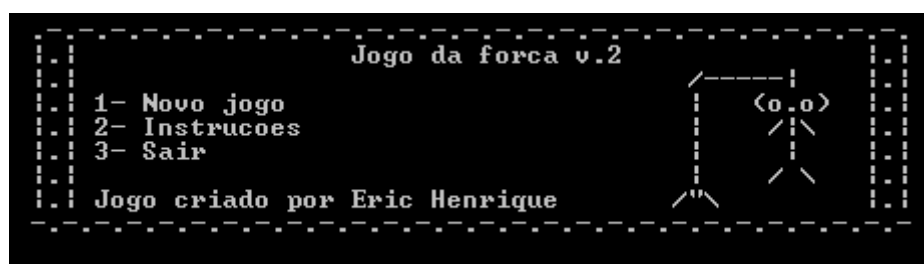 Jogo da forca v.2
1- Novo jogo
2- Instrucoes
3- Sair
Jogo criado por Eric Henrique